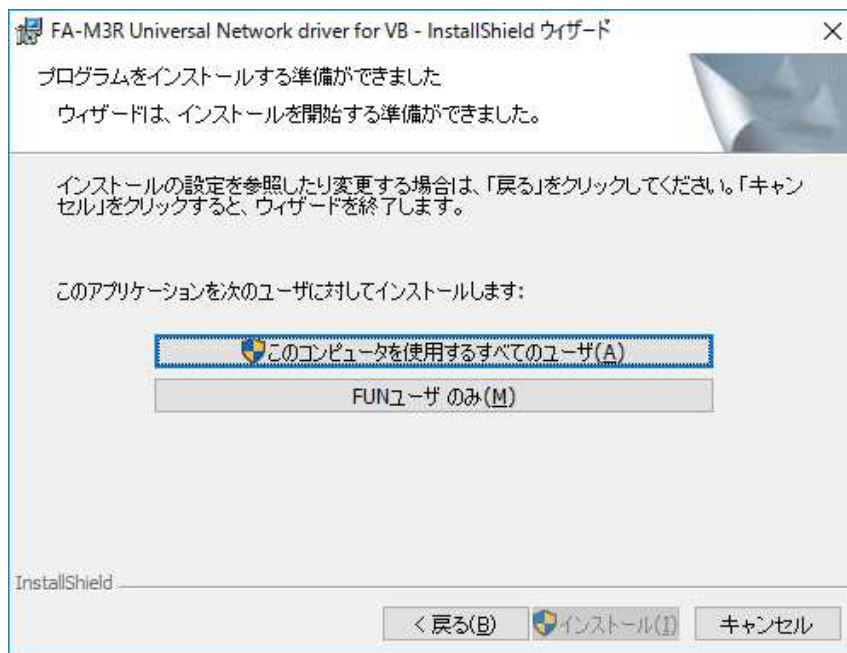 FA-M3R Universal Network driver for VB - InstallShield ウィザード
プログラムをインストールする準備ができました
ウィザードは、インストールを開始する準備ができました。
インストールの設定を参照したり変更する場合は、「戻る」をクリックしてください。「キャン
セル」をクリックすると、ウィザードを終了します。
このアプリケーションを次のユーザに対してインストールします:
このコンピュータを使用するすべてのユーザ(A)
FUNユーザ のみ(M)
InstallShield
< 戻る(B)
インストール(I)
キャンセル